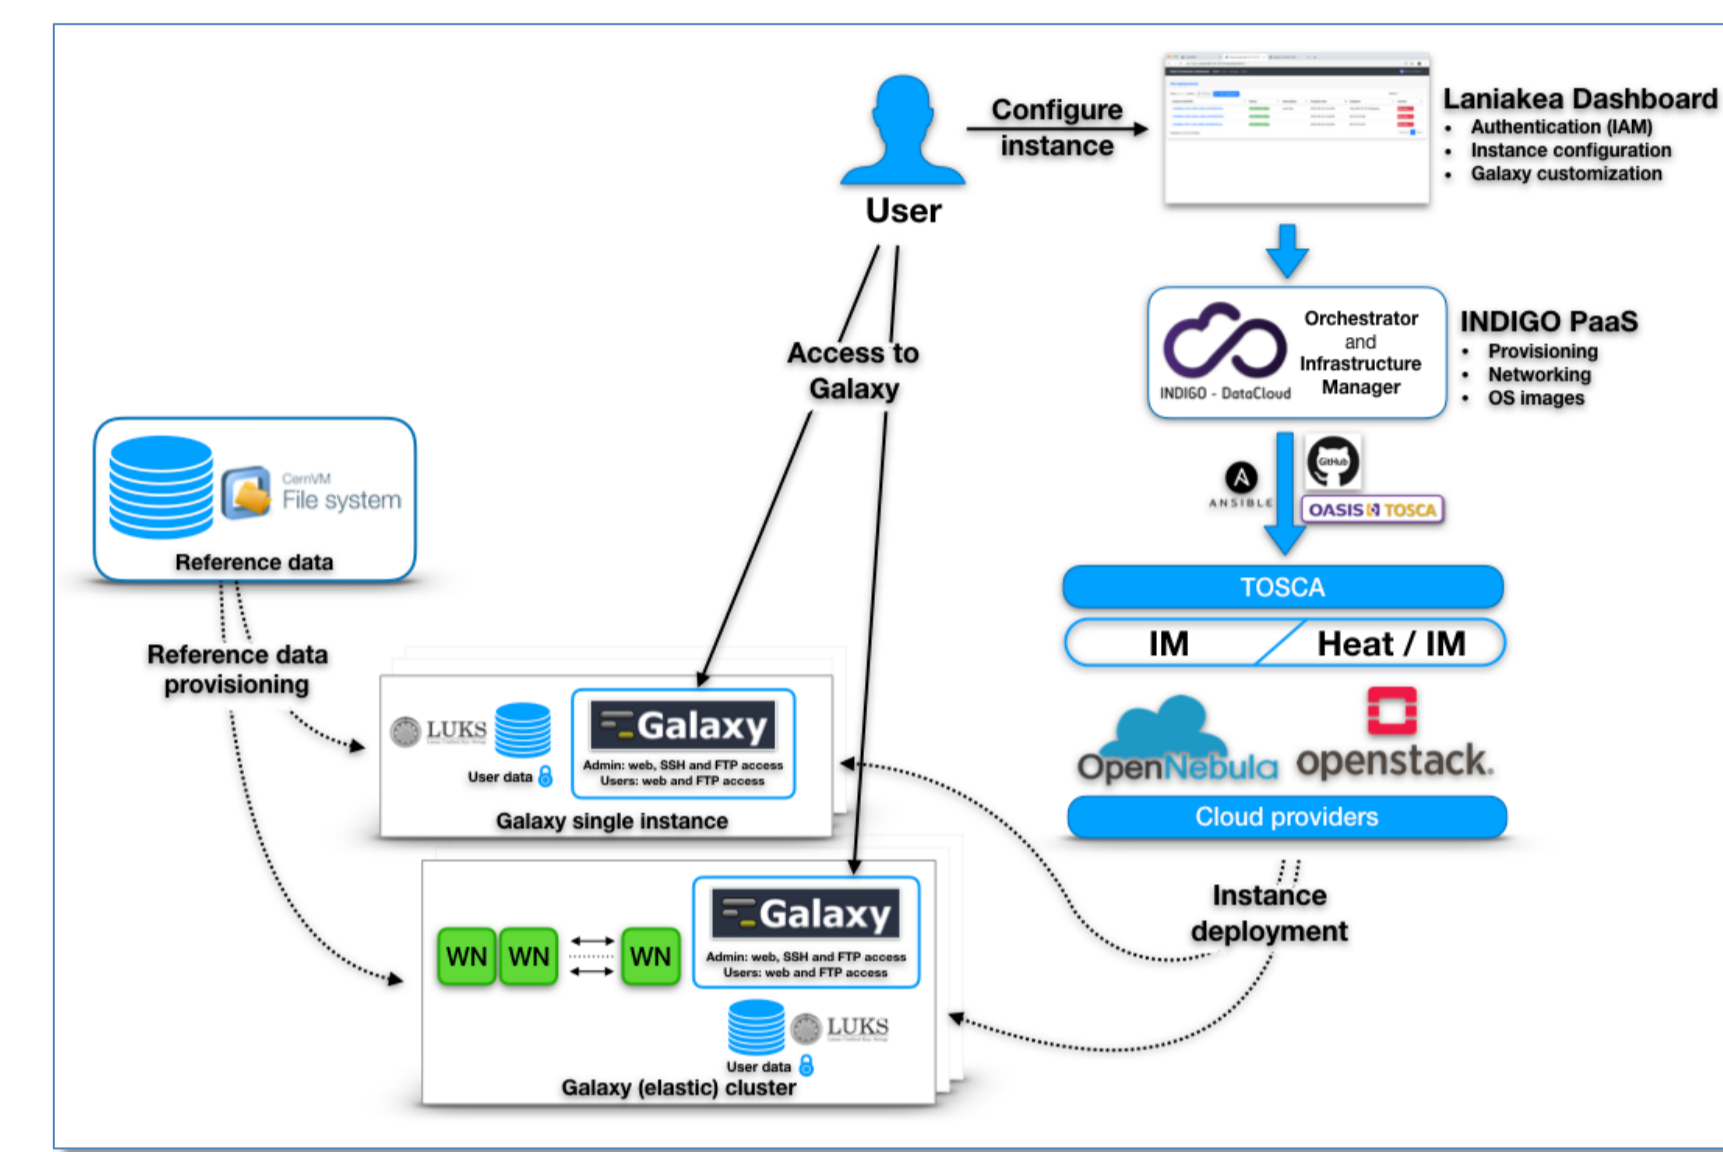 Configure
instance
User
Laniakea Dashboard
• Authentication (IAM)
• Instance configuration
• Galaxy customization
INDIGO - DataCloud
Orchestrator
and
Infrastructure
Manager
INDIGO PaaS
• Provisioning
• Networking
• OS images
Access to
Galaxy
ANSIBLE
GitHub
OASIS TOSCA
CernVM
File system
Reference data
TOSCA
IM
Heat / IM
Reference data
provisioning
OpenNebula
openstack.
Cloud providers
LUKS
User data
Galaxy
Admin: web, SSH and FTP access
Users: web and FTP access
Galaxy single instance
Instance
deployment
WN
WN
WN
Galaxy
Admin: web, SSH and FTP access
Users: web and FTP access
LUKS
User data
Galaxy (elastic) cluster